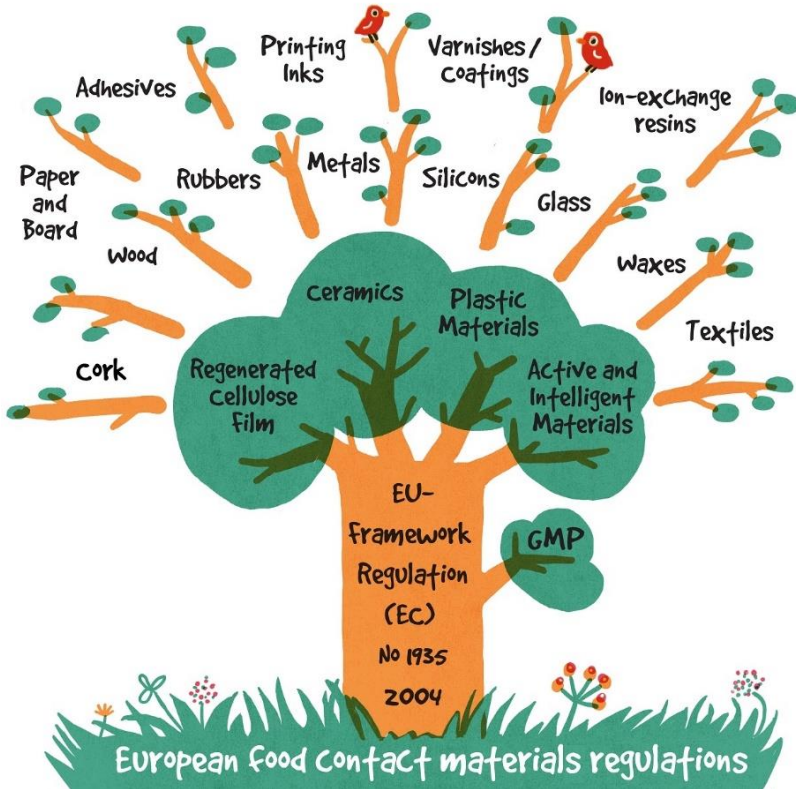 Printing
Inks
Varnishes/
Coatings
Adhesives
Ion-exchange
resins
Paper
and
Board
Rubbers
Metals
Silicons
Glass
Wood
Waxes
Textiles
Cork
Ceramics
Plastic
Materials
Regenerated
Cellulose
Film
Active and
Intelligent
Materials
EU-
Framework
Regulation
(EC)
No 1935
2004
GMP
European food contact materials regulations